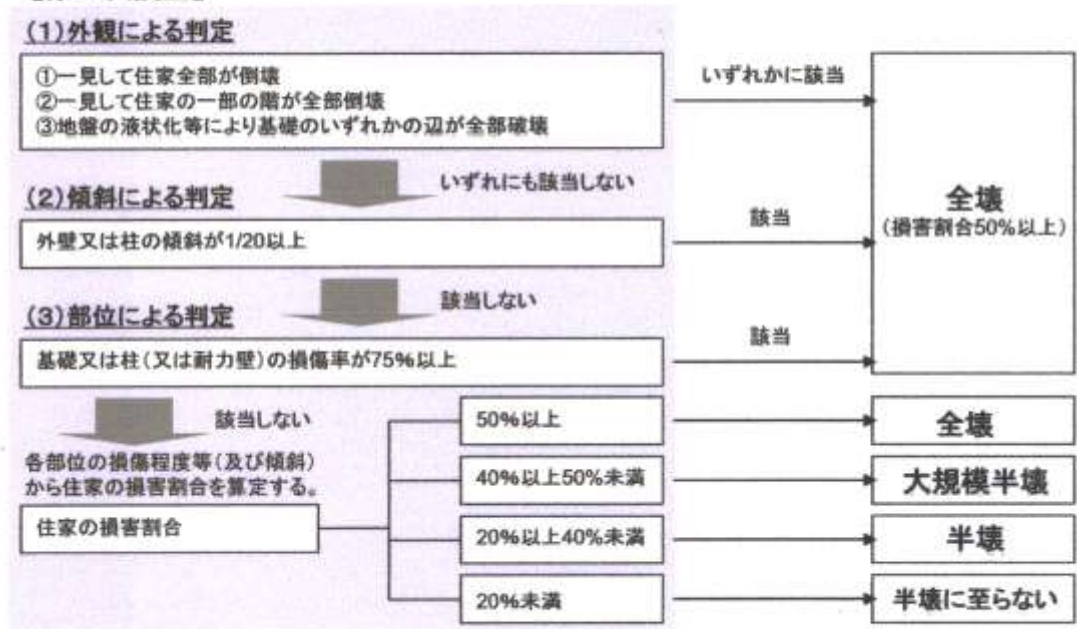 (1)外観による判定
①一見して住家全部が倒壊
②一見して住家の一部の階が全部倒壊
③地盤の液状化等により基礎のいずれかの辺が全部破壊
いずれかに該当
いずれにも該当しない
(2)傾斜による判定
外壁又は柱の傾斜が1/20以上
該当
全壊
(損害割合50%以上)
該当しない
(3)部位による判定
基礎又は柱(又は耐力壁)の損傷率が75%以上
該当
該当しない
各部位の損傷程度等(及び傾斜)
から住家の損害割合を算定する。
住家の損害割合
50%以上
全壊
40%以上50%未満
大規模半壊
20%以上40%未満
半壊
20%未満
半壊に至らない